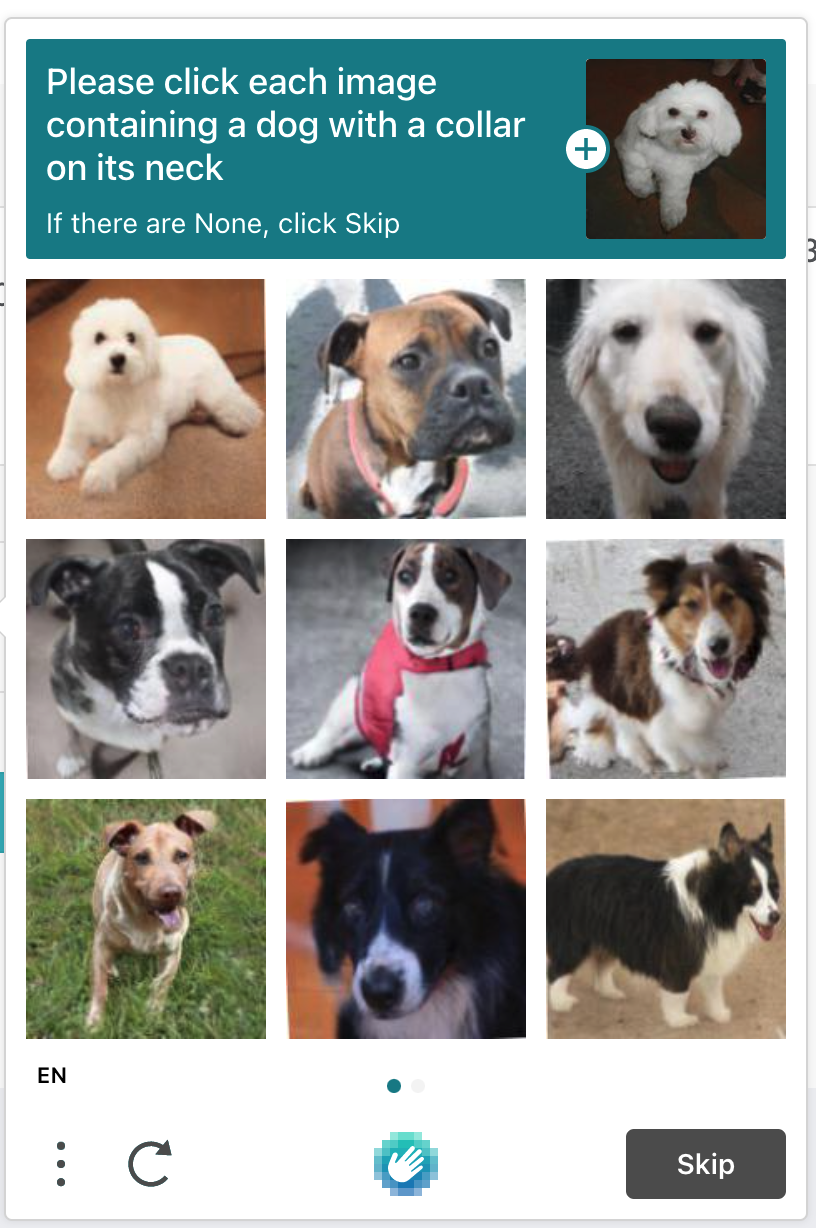 Please click each image
containing a dog with a collar
on its neck
If there are None, click Skip
EN
Skip